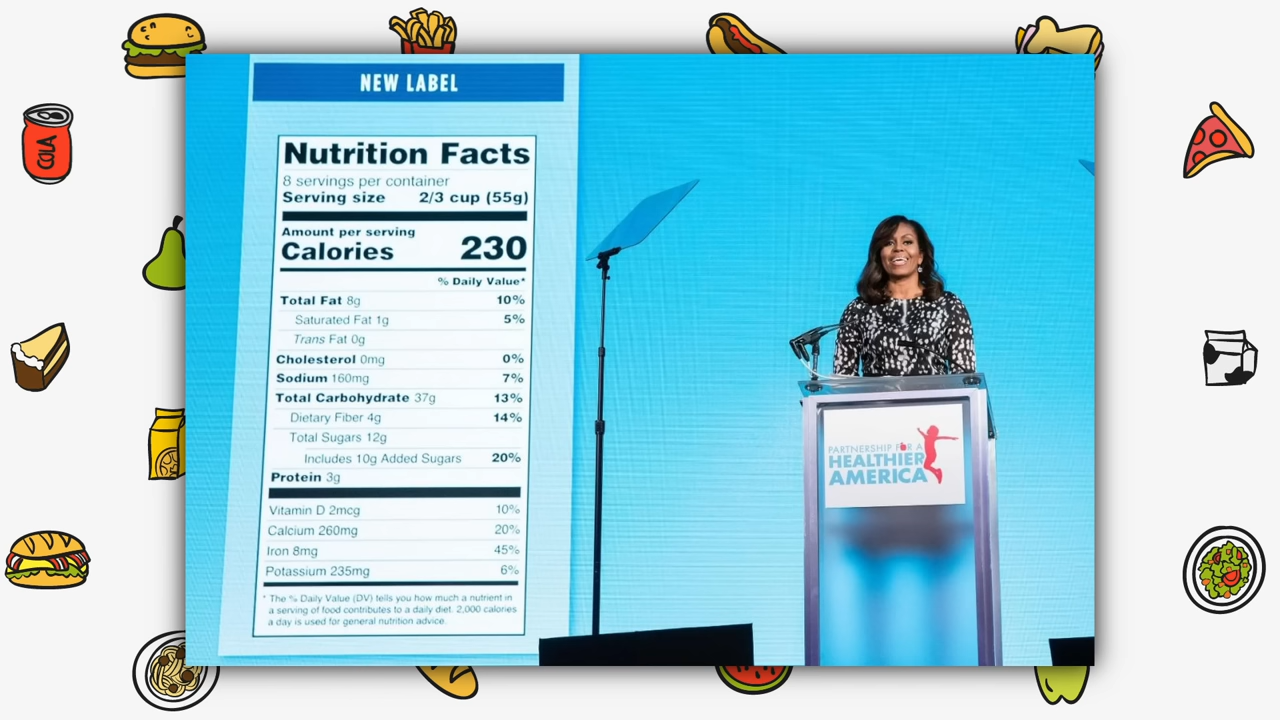 NEW LABEL
Nutrition Facts
8 servings per container
Serving size 2/3 cup (55g)
Amount per serving
Calories 230
% Daily Value*
Total Fat 8g 10%
Saturated Fat 1g 5%
Trans Fat 0g
Cholesterol 0mg 0%
Sodium 160mg 7%
Total Carbohydrate 37g 13%
Dietary Fiber 4g 14%
Total Sugars 12g
Includes 10g Added Sugars 20%
Protein 3g
Vitamin D 2mcg 10%
Calcium 260mg 20%
Iron 8mg 45%
Potassium 235mg 6%
* The % Daily Value (DV) tells you how much a nutrient in
a serving of food contributes to a daily diet. 2,000 calories
a day is used for general nutrition advice.
PARTNERSHIP FOR A
HEALTHIER
AMERICA
COLA